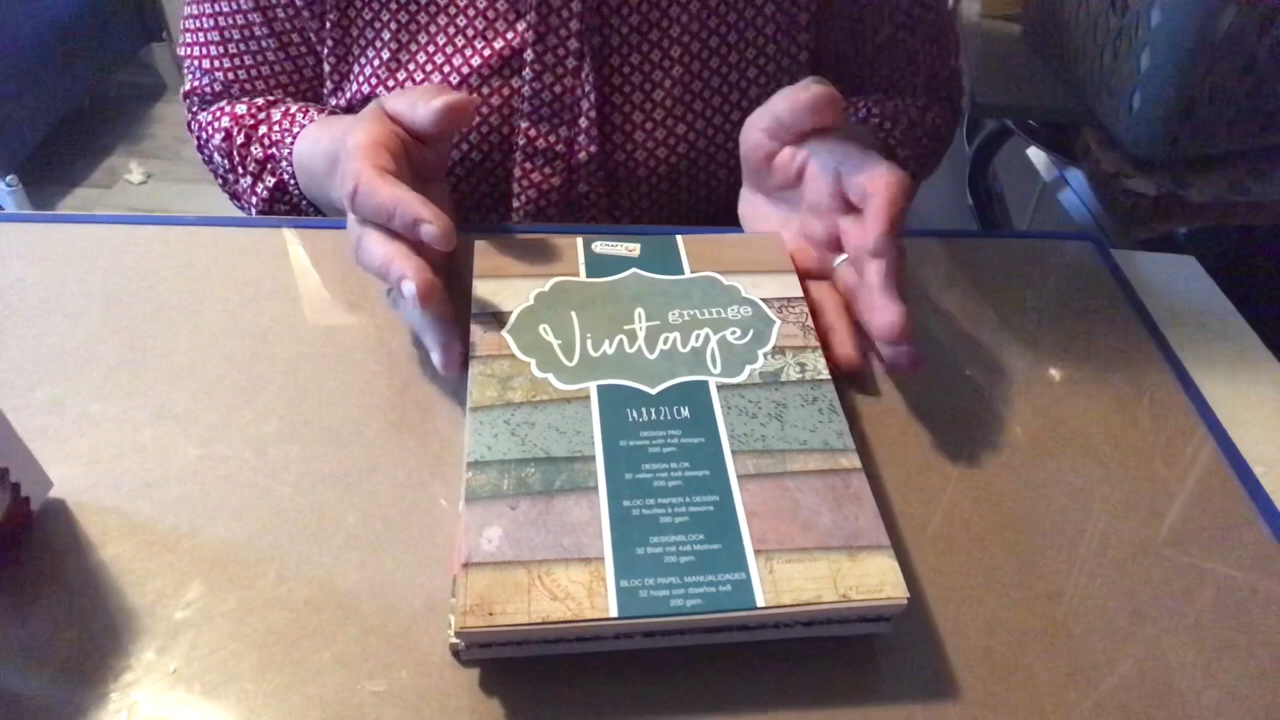 CRAFT
grunge
Vintage
14,8 X 21 CM
DESIGN PAD
32 sheets with 4x8 designs
200 gsm.
DESIGN BLOK
32 vellen met 4x8 designs
200 gsm.
BLOC DE PAPIER À DESSIN
32 feuilles à 4x8 dessins
200 gsm
DESIGNBLOCK
32 Blatt mit 4x8 Motiven
200 gsm.
BLOC DE PAPEL MANUALIDADES
32 hojas con diseños 4x8
200 gsm.